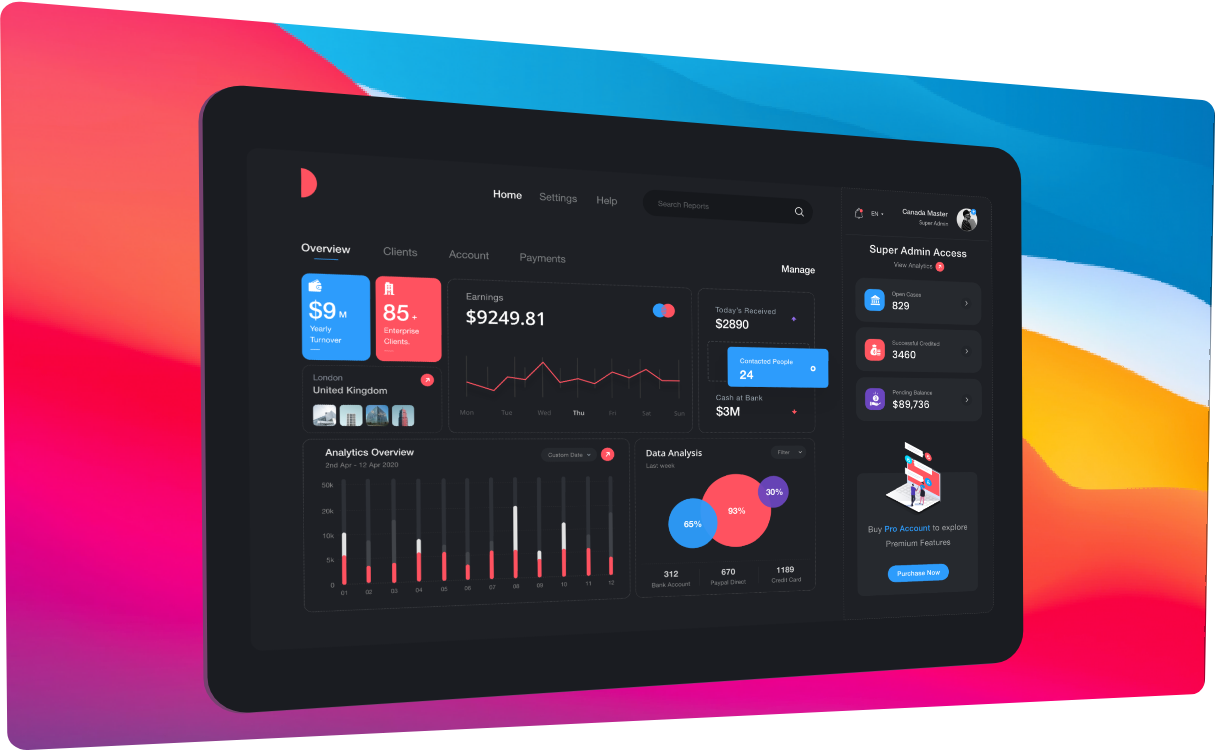 Home
Settings
Help
Search Reports
EN
Canada Master
Super Admin
Overview
Clients
Account
Payments
Manage
Super Admin Access
View Analytics
$9 M
Yearly
Turnover
85 +
Enterprise
Clients.
Earnings
$9249.81
Mon
Tue
Wed
Thu
Fri
Sat
Sun
Today's Received
$2890
Contacted People
24
Cash at Bank
$3M
London
United Kingdom
Open Cases
829
Successful Credited
3460
Pending Balance
$89,736
Analytics Overview
2nd Apr - 12 Apr 2020
Custom Date
50k
20k
10k
5k
0
01
02
03
04
05
06
07
08
09
10
11
12
Data Analysis
Last week
Filter
65%
93%
30%
312
Bank Account
670
Paypal Direct
1189
Credit Card
Buy Pro Account to explore
Premium Features
Purchase Now